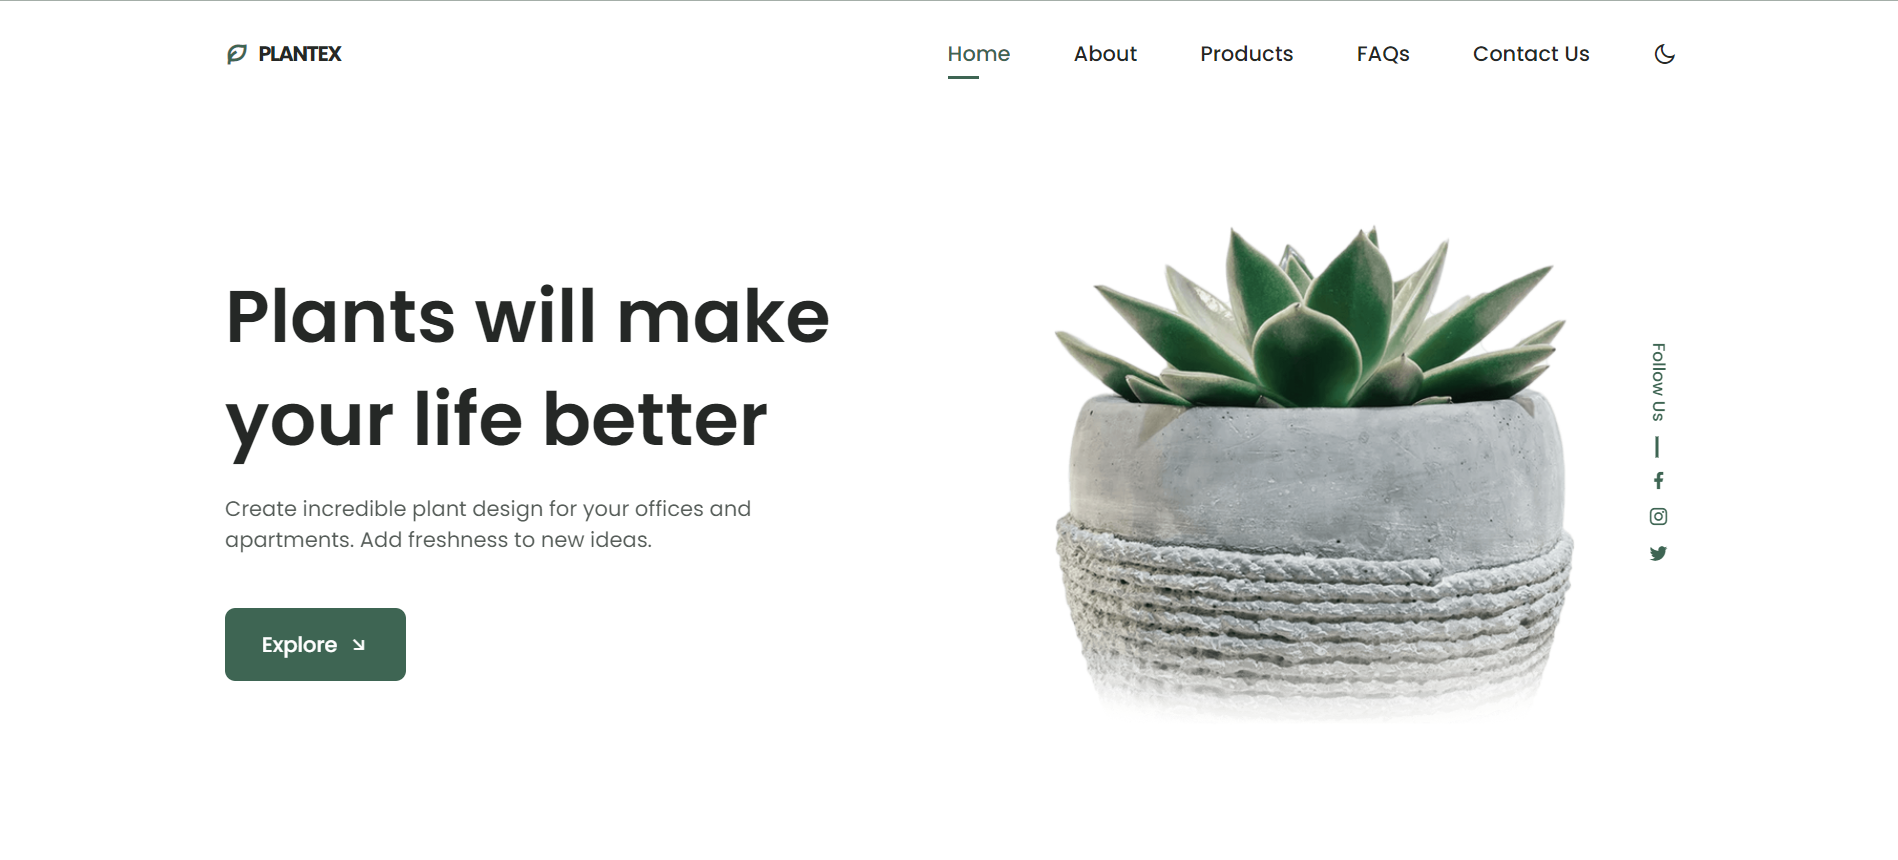 PLANTEX
Home
About
Products
FAQs
Contact Us
Plants will make
your life better
Create incredible plant design for your offices and
apartments. Add freshness to new ideas.
Explore
Follow Us